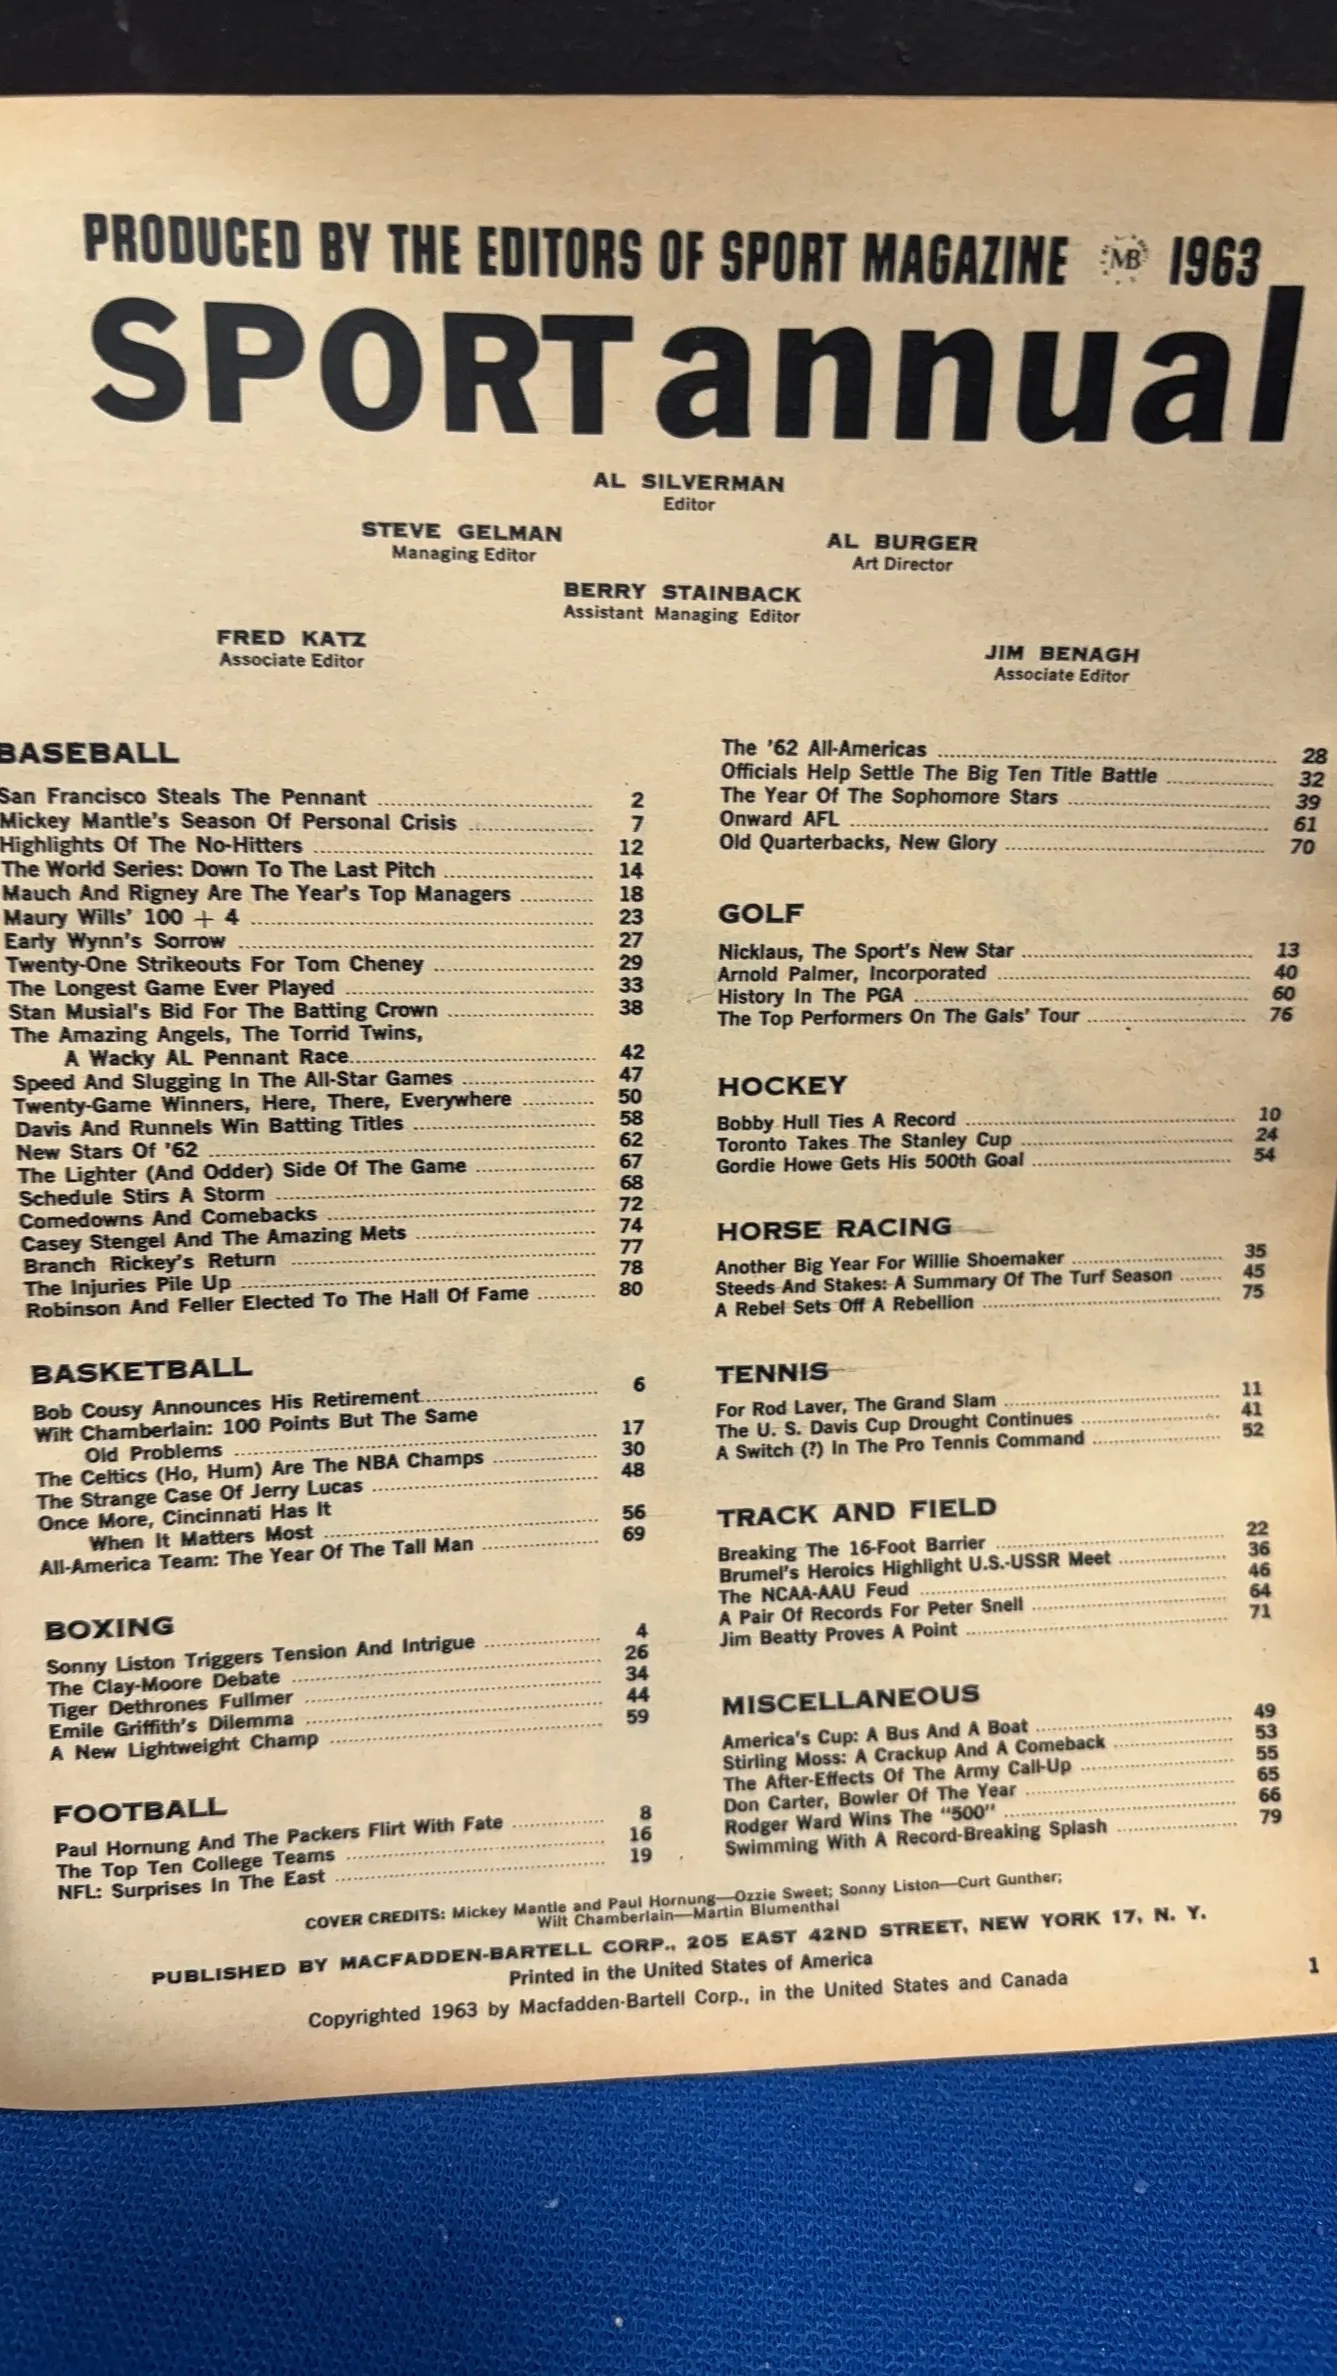 PRODUCED BY THE EDITORS OF SPORT MAGAZINE MB 1963
SPORT annual
AL SILVERMAN
Editor
STEVE GELMAN
Managing Editor
AL BURGER
Art Director
BERRY STAINBACK
Assistant Managing Editor
FRED KATZ
Associate Editor
JIM BENAGH
Associate Editor
BASEBALL
San Francisco Steals The Pennant 2
Mickey Mantle's Season Of Personal Crisis 7
Highlights Of The No-Hitters 12
The World Series: Down To The Last Pitch 14
Mauch And Rigney Are The Year's Top Managers 18
Maury Wills' 100 + 4 23
Early Wynn's Sorrow 27
Twenty-One Strikeouts For Tom Cheney 29
The Longest Game Ever Played 33
Stan Musial's Bid For The Batting Crown 38
The Amazing Angels, The Torrid Twins,
A Wacky AL Pennant Race 42
Speed And Slugging In The All-Star Games 47
Twenty-Game Winners, Here, There, Everywhere 50
Davis And Runnels Win Batting Titles 58
New Stars Of '62 62
The Lighter (And Odder) Side Of The Game 67
Schedule Stirs A Storm 68
Comedowns And Comebacks 72
Casey Stengel And The Amazing Mets 74
Branch Rickey's Return 77
The Injuries Pile Up 78
Robinson And Feller Elected To The Hall Of Fame 80
BASKETBALL
Bob Cousy Announces His Retirement 6
Wilt Chamberlain: 100 Points But The Same
Old Problems 17
The Celtics (Ho, Hum) Are The NBA Champs 30
The Strange Case Of Jerry Lucas 48
Once More, Cincinnati Has It
When It Matters Most 56
All-America Team: The Year Of The Tall Man 69
BOXING
Sonny Liston Triggers Tension And Intrigue 4
The Clay-Moore Debate 26
Tiger Dethrones Fullmer 34
Emile Griffith's Dilemma 44
A New Lightweight Champ 59
FOOTBALL
Paul Hornung And The Packers Flirt With Fate 8
The Top Ten College Teams 16
NFL: Surprises In The East 19
The '62 All-Americas 28
Officials Help Settle The Big Ten Title Battle 32
The Year Of The Sophomore Stars 39
Onward AFL 61
Old Quarterbacks, New Glory 70
GOLF
Nicklaus, The Sport's New Star 13
Arnold Palmer, Incorporated 40
History In The PGA 60
The Top Performers On The Gals' Tour 76
HOCKEY
Bobby Hull Ties A Record 10
Toronto Takes The Stanley Cup 24
Gordie Howe Gets His 500th Goal 54
HORSE RACING
Another Big Year For Willie Shoemaker 35
Steeds And Stakes: A Summary Of The Turf Season 45
A Rebel Sets Off A Rebellion 75
TENNIS
For Rod Laver, The Grand Slam 11
The U. S. Davis Cup Drought Continues 41
A Switch (?) In The Pro Tennis Command 52
TRACK AND FIELD
Breaking The 16-Foot Barrier 22
Brumel's Heroics Highlight U.S.-USSR Meet 36
The NCAA-AAU Feud 46
A Pair Of Records For Peter Snell 64
Jim Beatty Proves A Point 71
MISCELLANEOUS
America's Cup: A Bus And A Boat 49
Stirling Moss: A Crackup And A Comeback 53
The After-Effects Of The Army Call-Up 55
Don Carter, Bowler Of The Year 65
Rodger Ward Wins The "500" 66
Swimming With A Record-Breaking Splash 79
COVER CREDITS: Mickey Mantle and Paul Hornung—Ozzie Sweet; Sonny Liston—Curt Gunther;
Wilt Chamberlain—Martin Blumenthal
PUBLISHED BY MACFADDEN-BARTELL CORP., 205 EAST 42ND STREET, NEW YORK 17, N. Y.
Printed in the United States of America
Copyrighted 1963 by Macfadden-Bartell Corp., in the United States and Canada
1